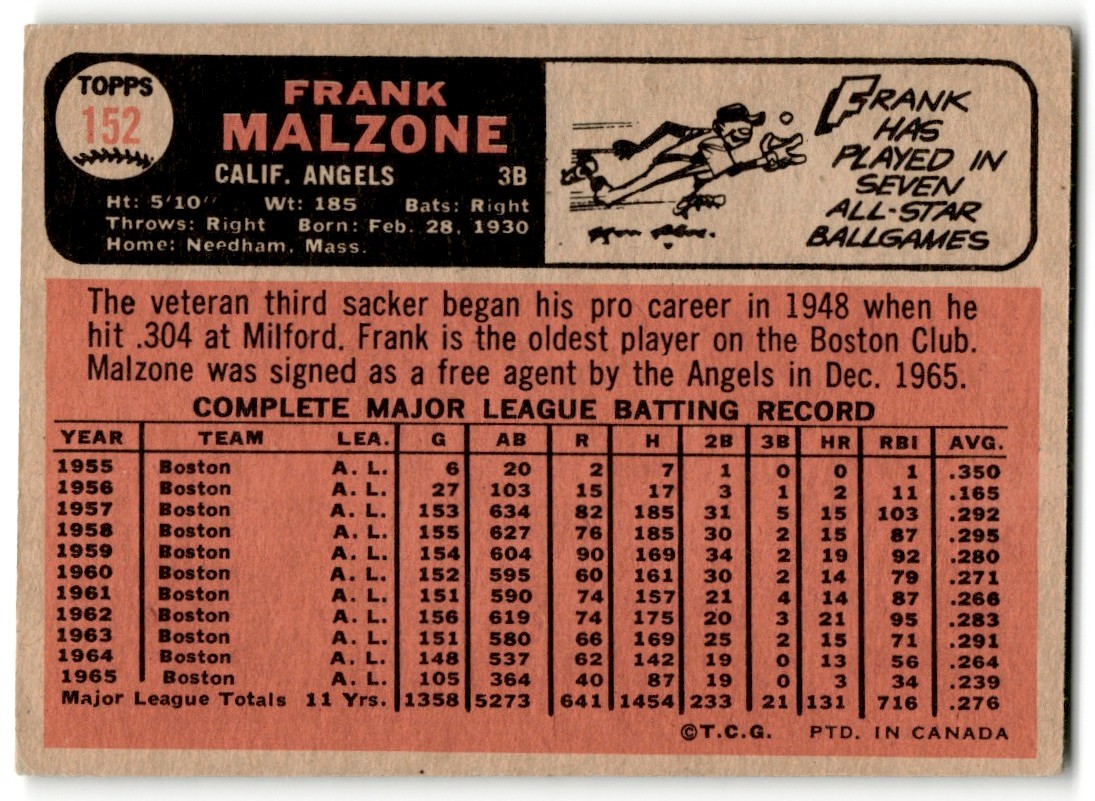 TOPPS
152
FRANK
MALZONE
CALIF. ANGELS 3B
Ht: 5'10" Wt: 185 Bats: Right
Throws: Right Born: Feb. 28, 1930
Home: Needham, Mass.
FRANK
HAS
PLAYED IN
SEVEN
ALL-STAR
BALLGAMES
The veteran third sacker began his pro career in 1948 when he
hit .304 at Milford. Frank is the oldest player on the Boston Club.
Malzone was signed as a free agent by the Angels in Dec. 1965.
COMPLETE MAJOR LEAGUE BATTING RECORD
YEAR TEAM LEA. G AB R H 2B 3B HR RBI AVG.
1955 Boston A. L. 6 20 2 7 1 0 0 1 .350
1956 Boston A. L. 27 103 15 17 3 1 2 11 .165
1957 Boston A. L. 153 634 82 185 31 5 15 103 .292
1958 Boston A. L. 155 627 76 185 30 2 15 87 .295
1959 Boston A. L. 154 604 90 169 34 2 19 92 .280
1960 Boston A. L. 152 595 60 161 30 2 14 79 .271
1961 Boston A. L. 151 590 74 157 21 4 14 87 .266
1962 Boston A. L. 156 619 74 175 20 3 21 95 .283
1963 Boston A. L. 151 580 66 169 25 2 15 71 .291
1964 Boston A. L. 148 537 62 142 19 0 13 56 .264
1965 Boston A. L. 105 364 40 87 19 0 3 34 .239
Major League Totals 11 Yrs. 1358 5273 641 1454 233 21 131 716 .276
©T.C.G. PTD. IN CANADA